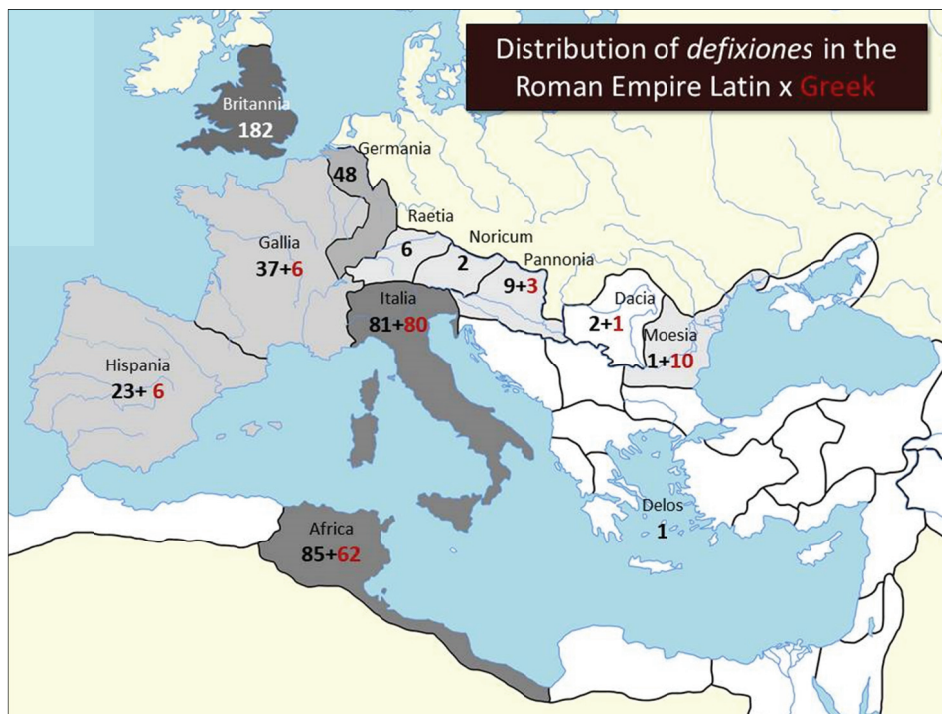 Distribution of defixiones in the
Roman Empire Latin x Greek
Britannia
182
Germania
48
Raetia
6
Noricum
2
Pannonia
9+3
Gallia
37+6
Italia
81+80
Dacia
2+1
Moesia
1+10
Hispania
23+ 6
Delos
1
Africa
85+62